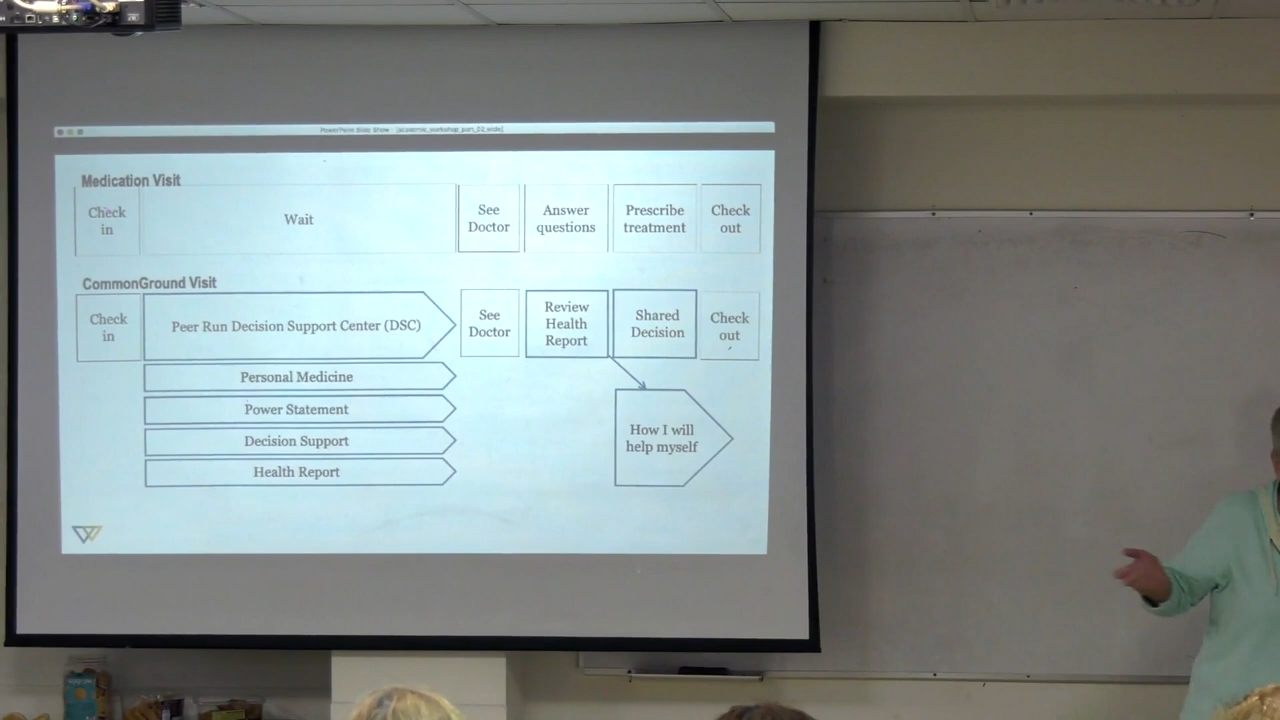 PowerPoint Slide Show - [academic_workshop_part_02_wide]
Medication Visit
Check
in
Wait
See
Doctor
Answer
questions
Prescribe
treatment
Check
out
CommonGround Visit
Check
in
Peer Run Decision Support Center (DSC)
See
Doctor
Review
Health
Report
Shared
Decision
Check
out
Personal Medicine
Power Statement
Decision Support
Health Report
How I will
help myself